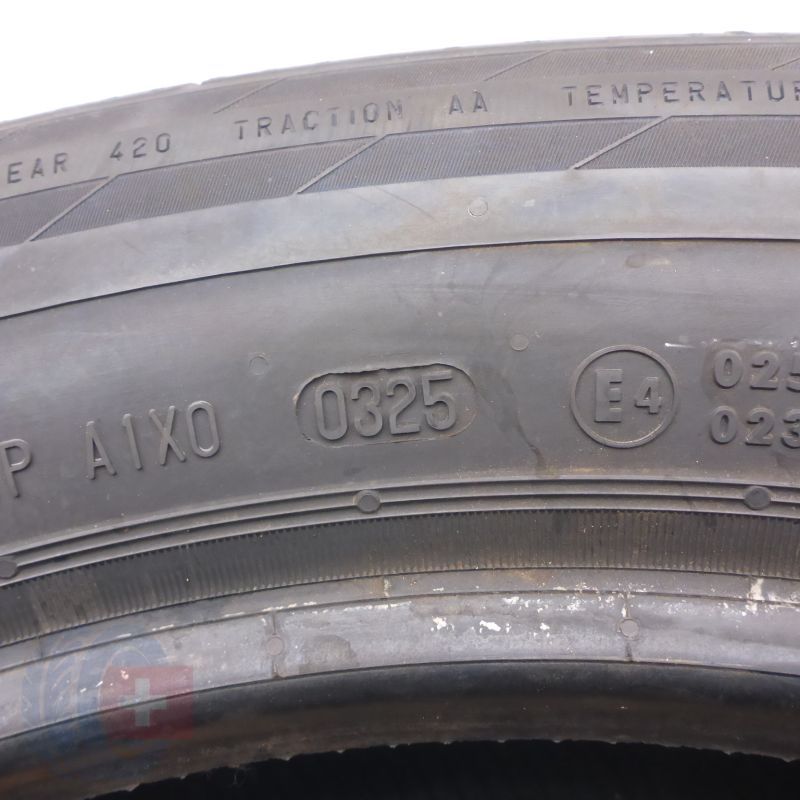 EAR 420 TRACTION AA TEMPERATUR
P A1X0 0325 E4 025
023